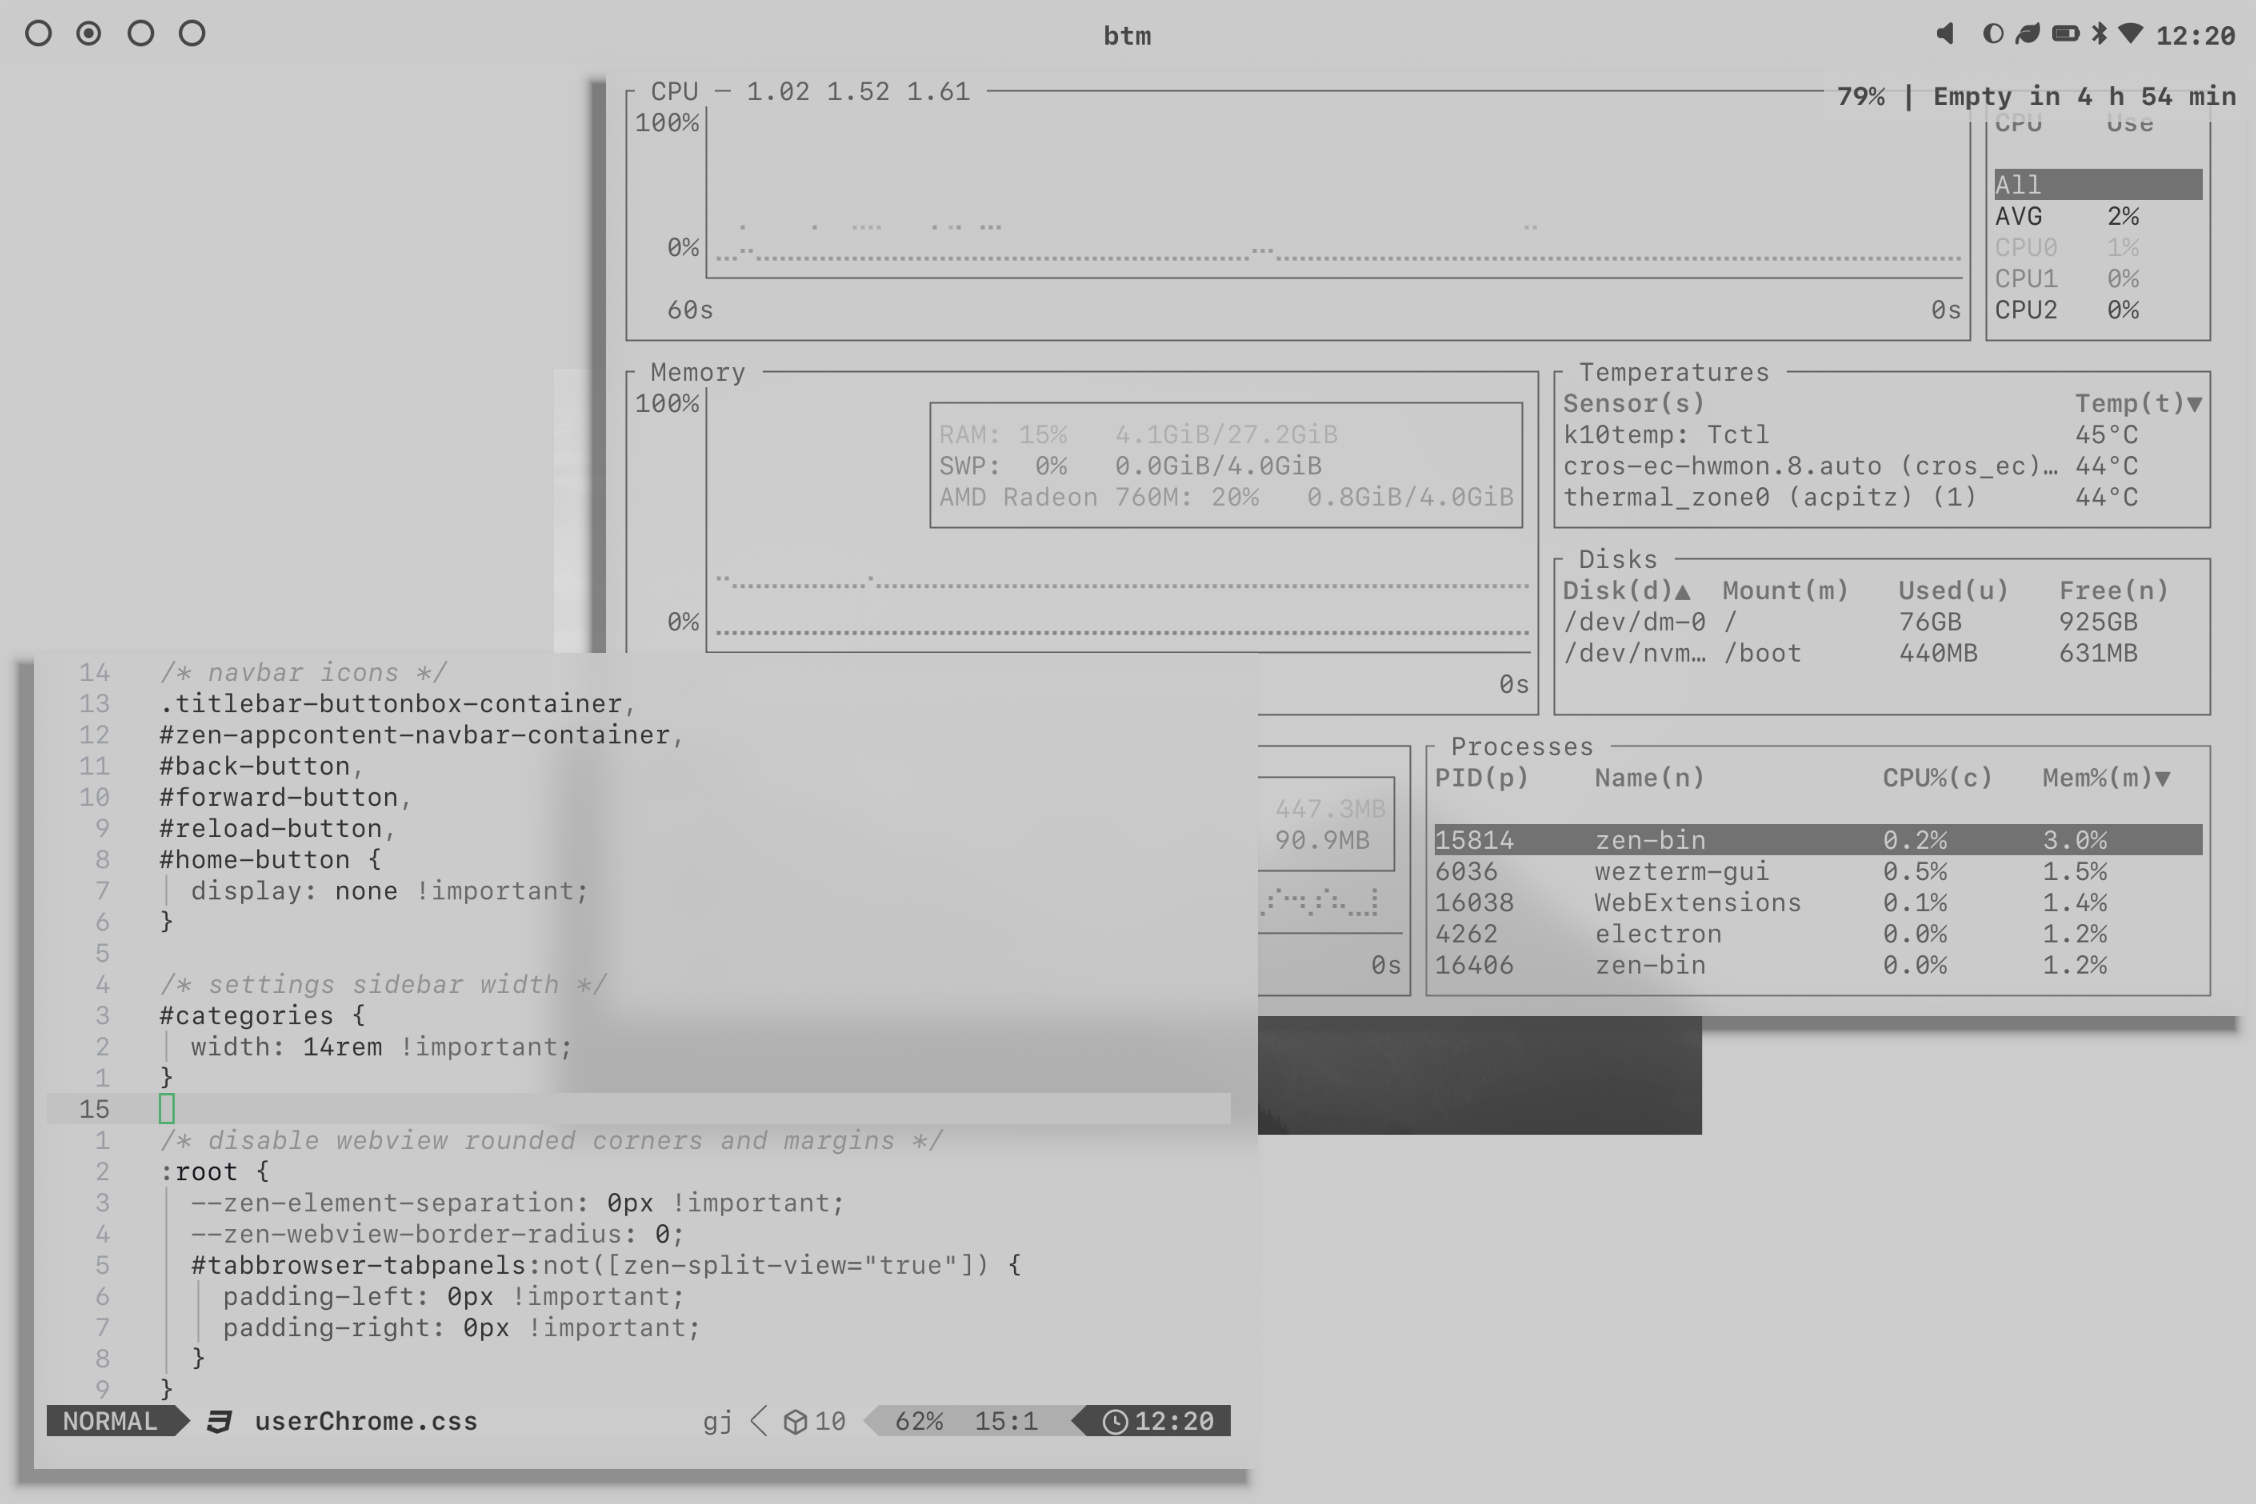 btm
12:20
79% | Empty in 4 h 54 min
CPU — 1.02 1.52 1.61
100%
0%
60s 0s
CPU Use
All
AVG 2%
CPU0 1%
CPU1 0%
CPU2 0%
Memory
100%
RAM: 15% 4.1GiB/27.2GiB
SWP: 0% 0.0GiB/4.0GiB
AMD Radeon 760M: 20% 0.8GiB/4.0GiB
0%
0s
Temperatures
Sensor(s) Temp(t)▼
k10temp: Tctl 45°C
cros-ec-hwmon.8.auto (cros_ec)… 44°C
thermal_zone0 (acpitz) (1) 44°C
Disks
Disk(d)▲ Mount(m) Used(u) Free(n)
/dev/dm-0 / 76GB 925GB
/dev/nvm… /boot 440MB 631MB
447.3MB
90.9MB
0s
Processes
PID(p) Name(n) CPU%(c) Mem%(m)▼
15814 zen-bin 0.2% 3.0%
6036 wezterm-gui 0.5% 1.5%
16038 WebExtensions 0.1% 1.4%
4262 electron 0.0% 1.2%
16406 zen-bin 0.0% 1.2%
14 /* navbar icons */
13 .titlebar-buttonbox-container,
12 #zen-appcontent-navbar-container,
11 #back-button,
10 #forward-button,
9 #reload-button,
8 #home-button {
7 display: none !important;
6 }
5
4 /* settings sidebar width */
3 #categories {
2 width: 14rem !important;
1 }
15
1 /* disable webview rounded corners and margins */
2 :root {
3 --zen-element-separation: 0px !important;
4 --zen-webview-border-radius: 0;
5 #tabbrowser-tabpanels:not([zen-split-view="true"]) {
6 padding-left: 0px !important;
7 padding-right: 0px !important;
8 }
9 }
NORMAL userChrome.css gj 10 62% 15:1 12:20